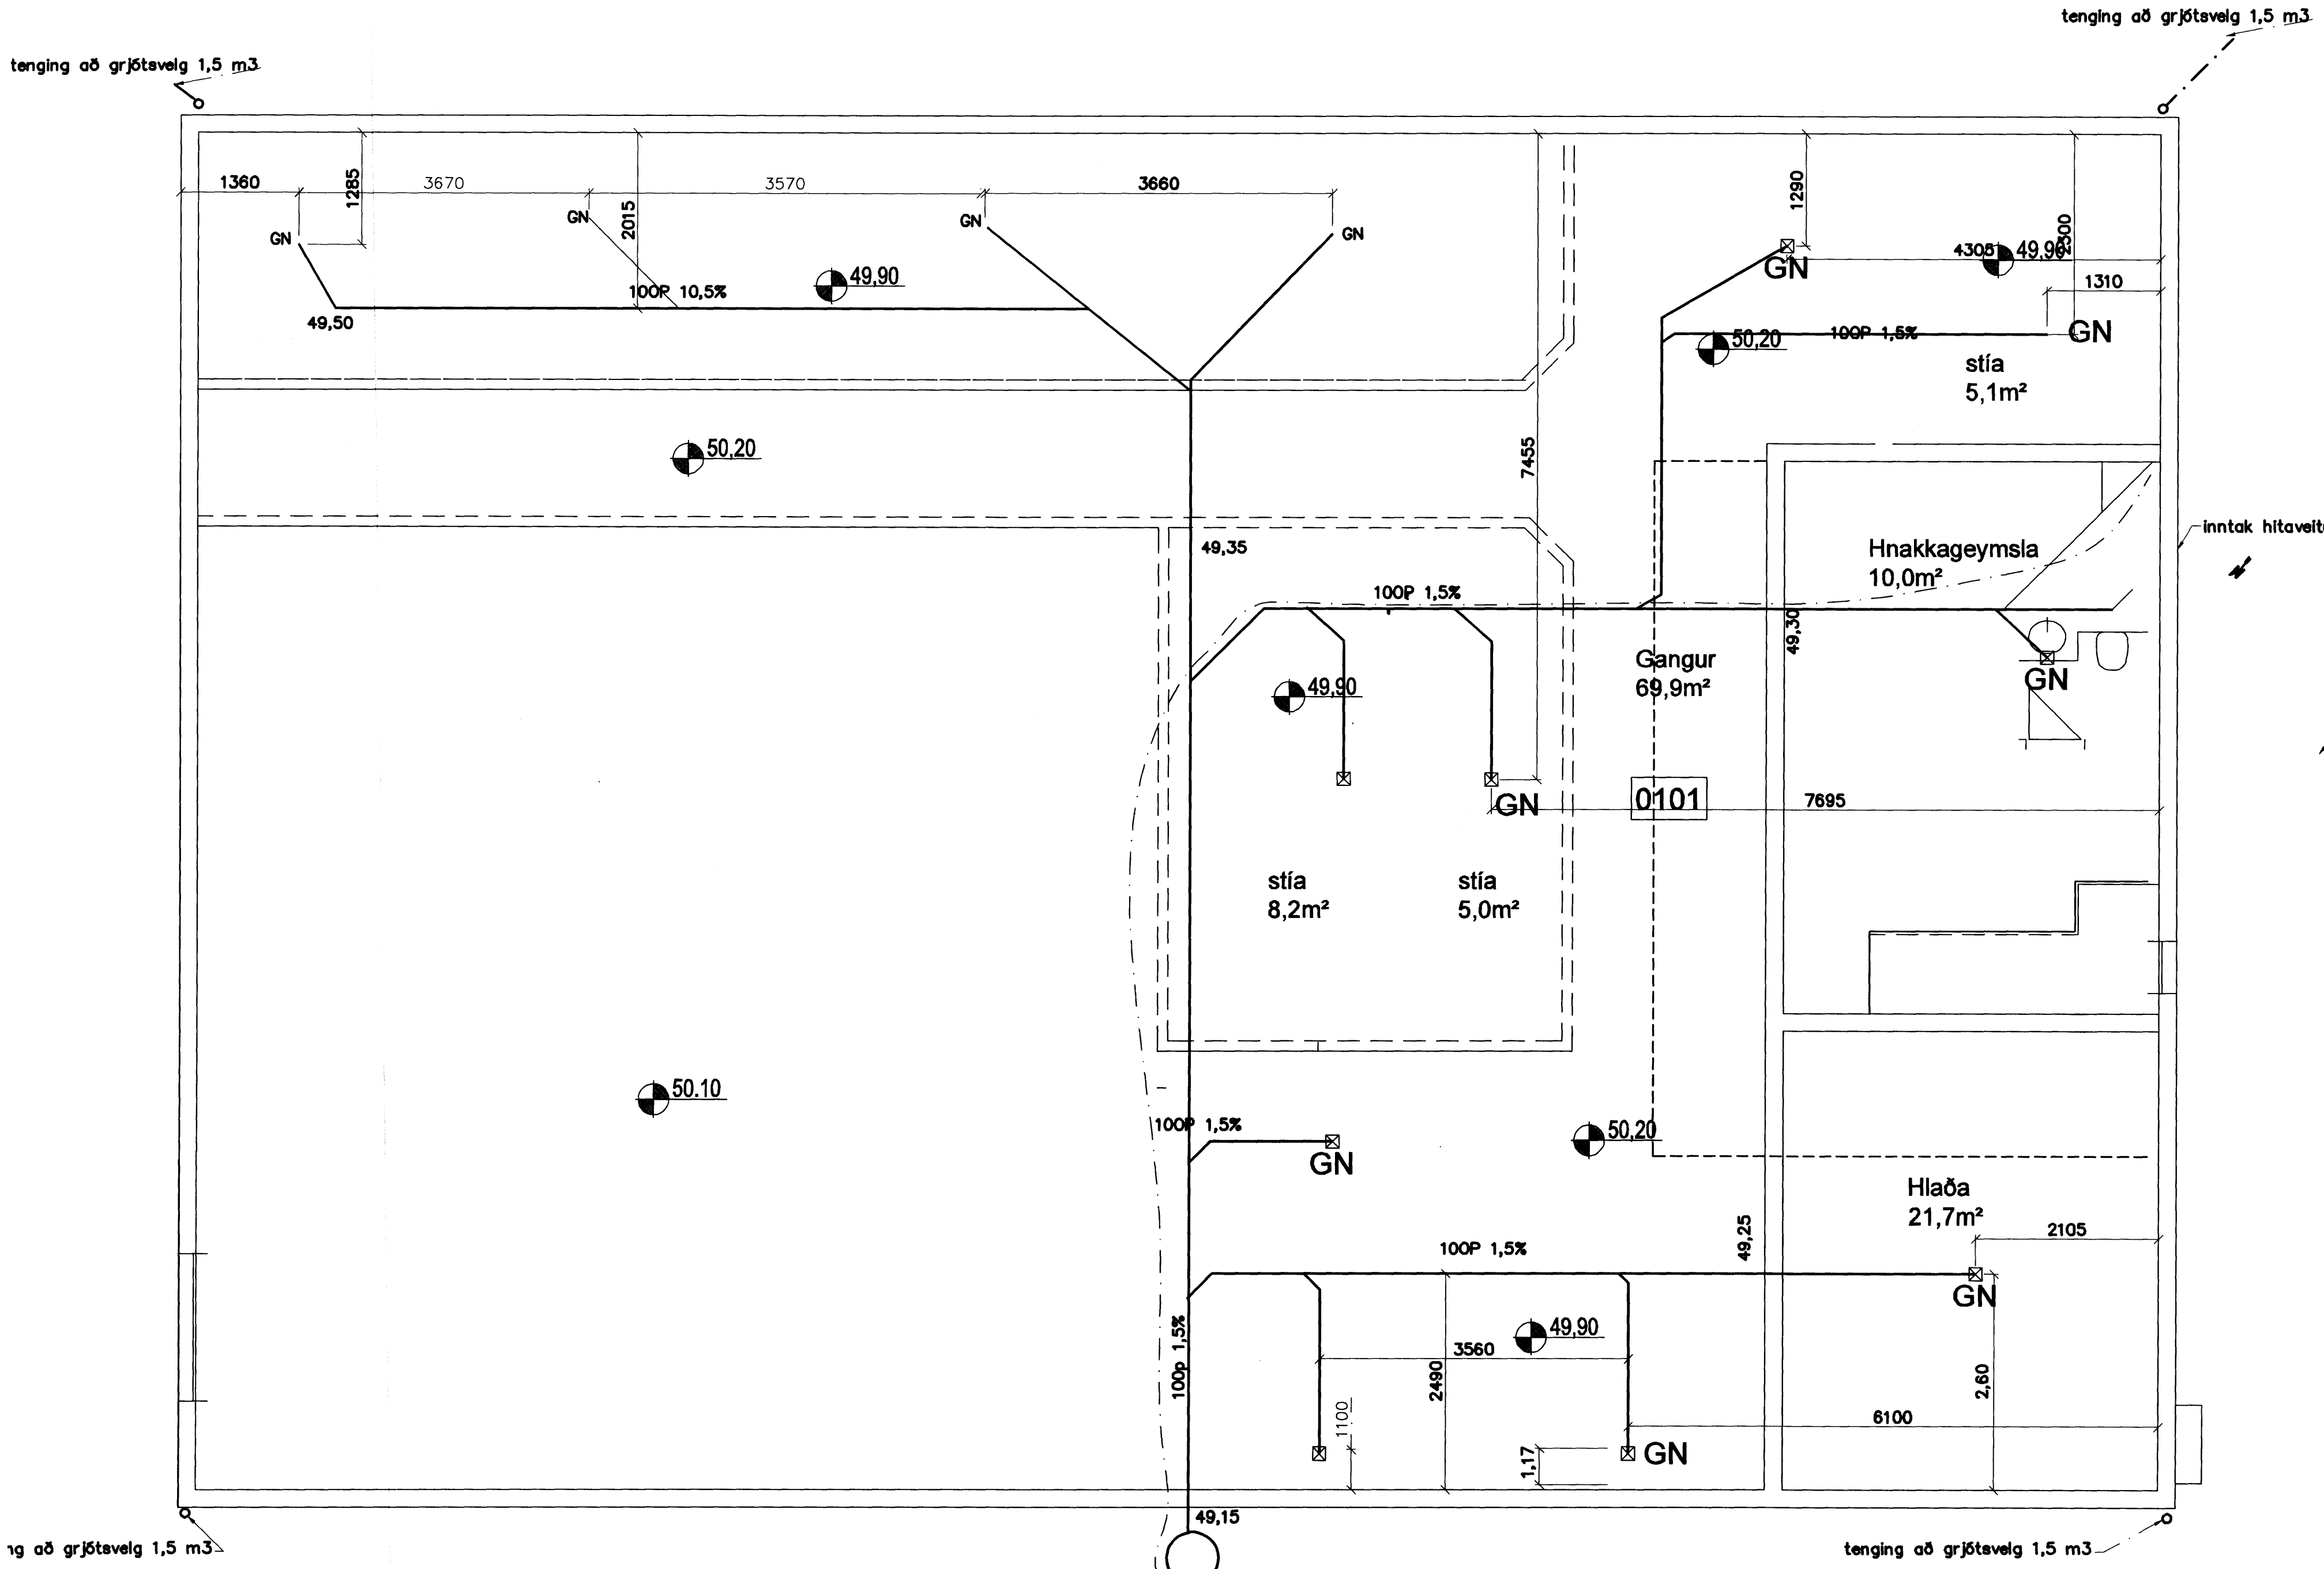 tenging að grjótsvelg 1,5 m3
tenging að grjótsvelg 1,5 m3
1360
1285
3670
2015
3570
3660
1290
2300
4305
49,90
GN
GN
GN
GN
GN
1310
49,90
100P 10,5%
49,50
50,20
100P 1,5%
GN
stía
5,1m²
50,20
7455
inntak
49,35
Hnakkageymsla
10,0m²
100P 1,5%
49,30
Gangur
69,9m²
GN
49,90
0101
7695
GN
stía
8,2m²
stía
5,0m²
50.10
100P 1,5%
GN
50,20
Hlaða
21,7m²
49,25
2105
100P 1,5%
GN
100p 1,5%
49,90
3560
2490
2,60
1100
1,17
6100
GN
49,15
að grjótsvelg 1,5 m3
tenging að grjótsvelg 1,5 m3